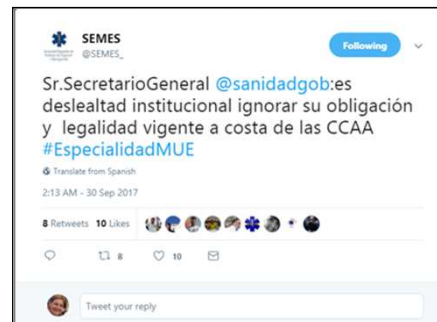 SEMES
@SEMES_
Following
Sr.SecretarioGeneral @sanidadgob:es
deslealtad institucional ignorar su obligación
y legalidad vigente a costa de las CCAA
#EspecialidadMUE
Translate from Spanish
2:13 AM - 30 Sep 2017
8 Retweets 10 Likes
8 10
Tweet your reply